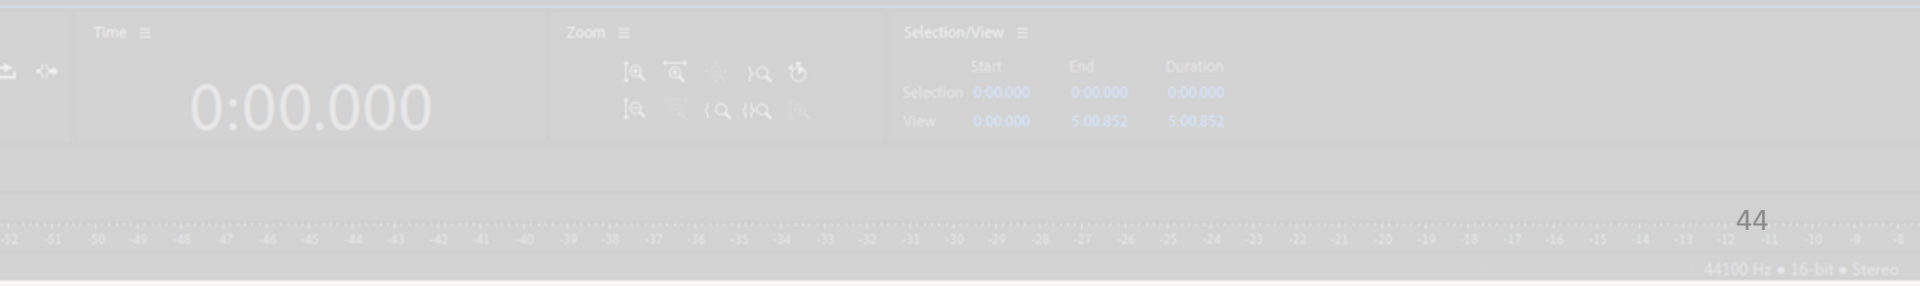 Time Zoom Selection/View
Start End Duration
0:00.000
Selection 0:00.000 0:00.000 0:00.000
View 0:00.000 5:00.852 5:00.852
44
-52 -51 -50 -49 -48 -47 -46 -45 -44 -43 -42 -41 -40 -39 -38 -37 -36 -35 -34 -33 -32 -31 -30 -29 -28 -27 -26 -25 -24 -23 -22 -21 -20 -19 -18 -17 -16 -15 -14 -13 -12 -11 -10 -9 -8
44100 Hz ● 16-bit ● Stereo